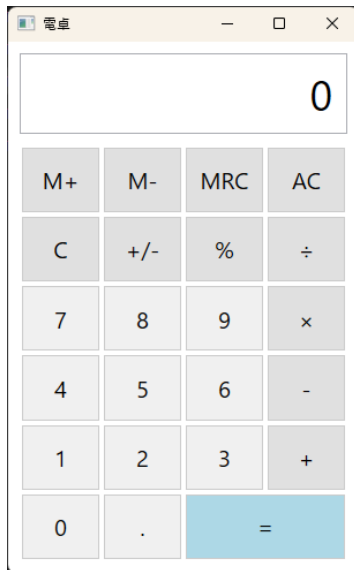 電卓
0
M+ M- MRC AC
C +/- % ÷
7 8 9 ×
4 5 6 -
1 2 3 +
0 . =